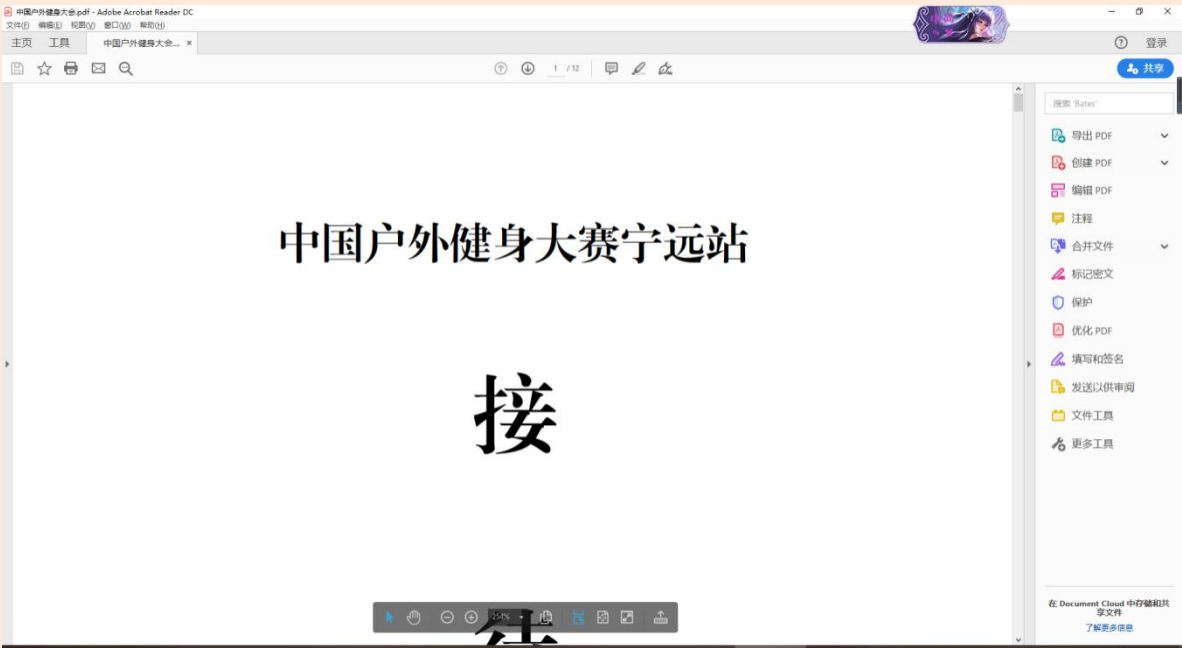 中国户外健身大会.pdf - Adobe Acrobat Reader DC
文件(F) 编辑(E) 视图(V) 窗口(W) 帮助(H)
主页 工具 中国户外健身大会... ×
登录
1 / 12
共享
搜索 'Bates'
导出 PDF
创建 PDF
编辑 PDF
注释
合并文件
标记密文
保护
优化 PDF
填写和签名
发送以供审阅
文件工具
更多工具
中国户外健身大赛宁远站
接
在 Document Cloud 中存储和共
享文件
了解更多信息